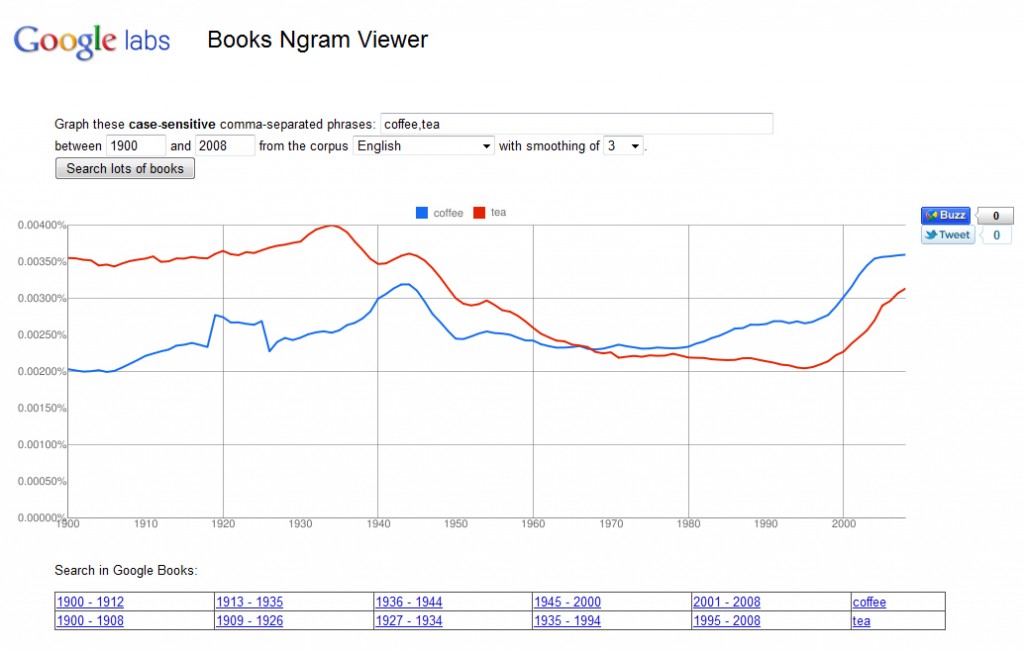 Google labs Books Ngram Viewer
Graph these case-sensitive comma-separated phrases: coffee,tea
between 1900 and 2008 from the corpus English with smoothing of 3 .
Search lots of books
coffee tea
Buzz 0
Tweet 0
0.00400%
0.00350%
0.00300%
0.00250%
0.00200%
0.00150%
0.00100%
0.00050%
0.00000%
1900 1910 1920 1930 1940 1950 1960 1970 1980 1990 2000
Search in Google Books:
1900 - 1912 1913 - 1935 1936 - 1944 1945 - 2000 2001 - 2008 coffee
1900 - 1908 1909 - 1926 1927 - 1934 1935 - 1994 1995 - 2008 tea